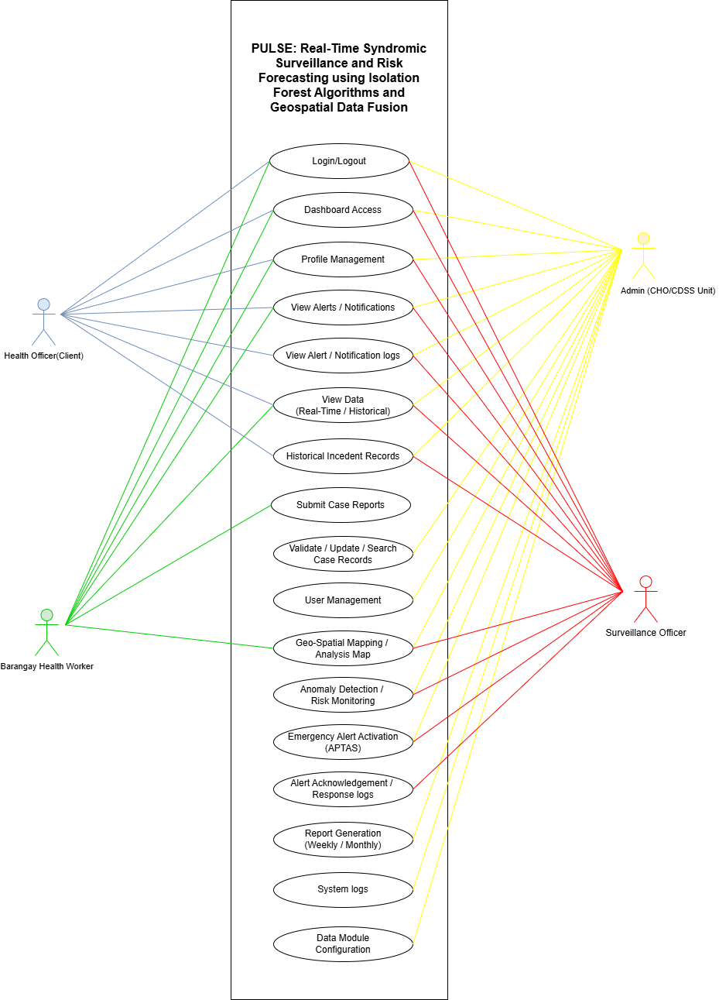 PULSE: Real-Time Syndromic
Surveillance and Risk
Forecasting using Isolation
Forest Algorithms and
Geospatial Data Fusion
Login/Logout
Dashboard Access
Profile Management
View Alerts / Notifications
View Alert / Notification logs
View Data
(Real-Time / Historical)
Historical Incedent Records
Submit Case Reports
Validate / Update / Search
Case Records
User Management
Geo-Spatial Mapping /
Analysis Map
Anomaly Detection /
Risk Monitoring
Emergency Alert Activation
(APTAS)
Alert Acknowledgement /
Response logs
Report Generation
(Weekly / Monthly)
System logs
Data Module
Configuration
Health Officer(Client)
Barangay Health Worker
Admin (CHO/CDSS Unit)
Surveillance Officer